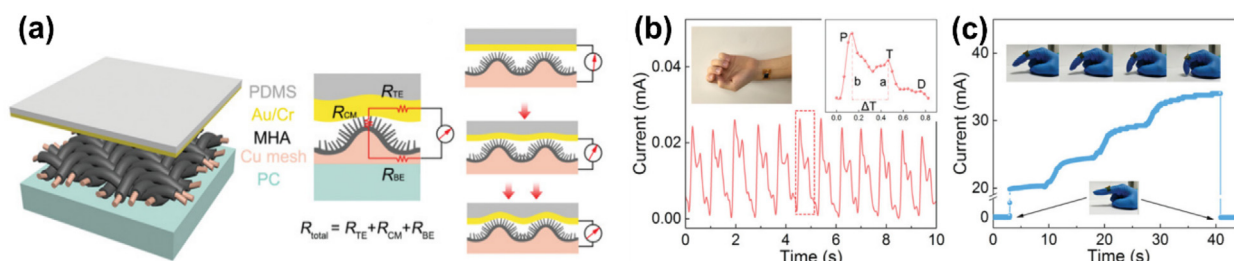 (a)
PDMS
Au/Cr
MHA
Cu mesh
PC
R_TE
R_CM
R_BE
R_total = R_TE+R_CM+R_BE
(b)
Current (mA)
0.04
0.02
0.00
0 2 4 6 8 10
Time (s)
P
T
D
b a
ΔT
0.0 0.2 0.4 0.6 0.8
(c)
Current (mA)
40
30
20
0
0 10 20 30 40
Time (s)